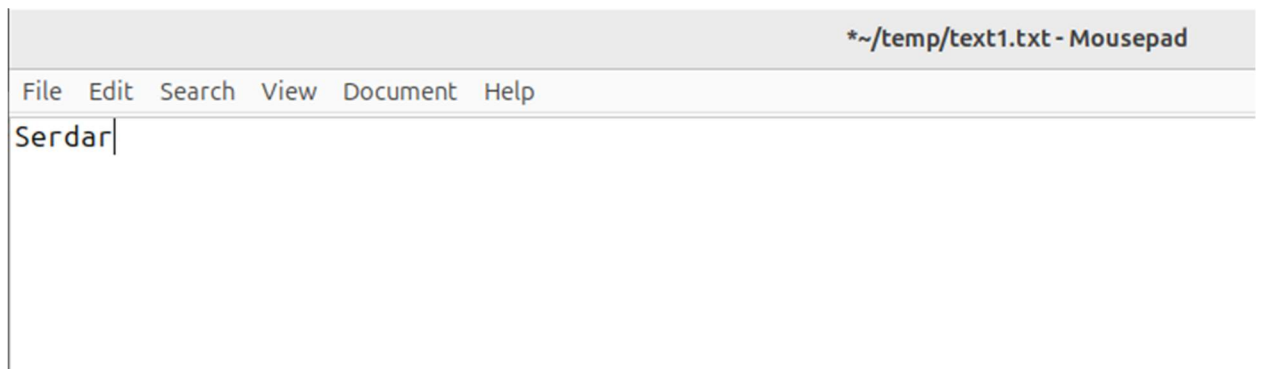 *~/temp/text1.txt - Mousepad
File Edit Search View Document Help
Serdar